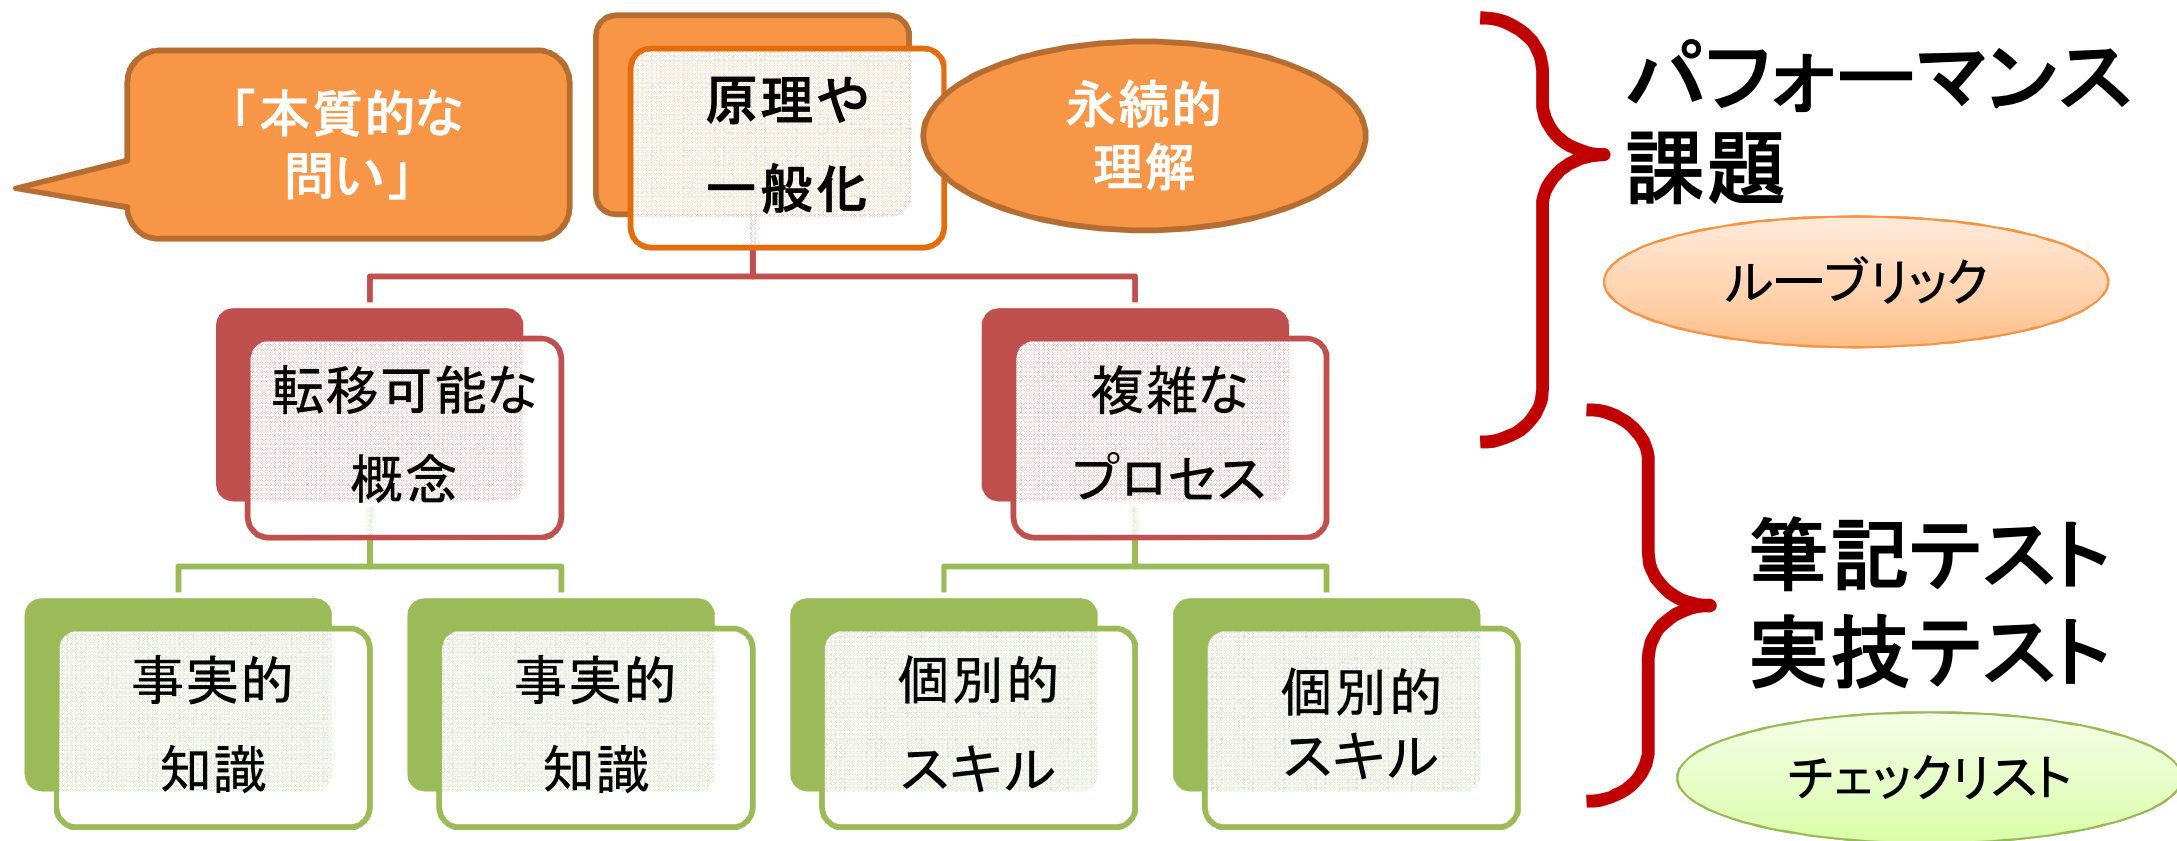 「本質的な
問い」
原理や
一般化
永続的
理解
パフォーマンス
課題
ルーブリック
転移可能な
概念
複雑な
プロセス
筆記テスト
実技テスト
チェックリスト
事実的
知識
事実的
知識
個別的
スキル
個別的
スキル